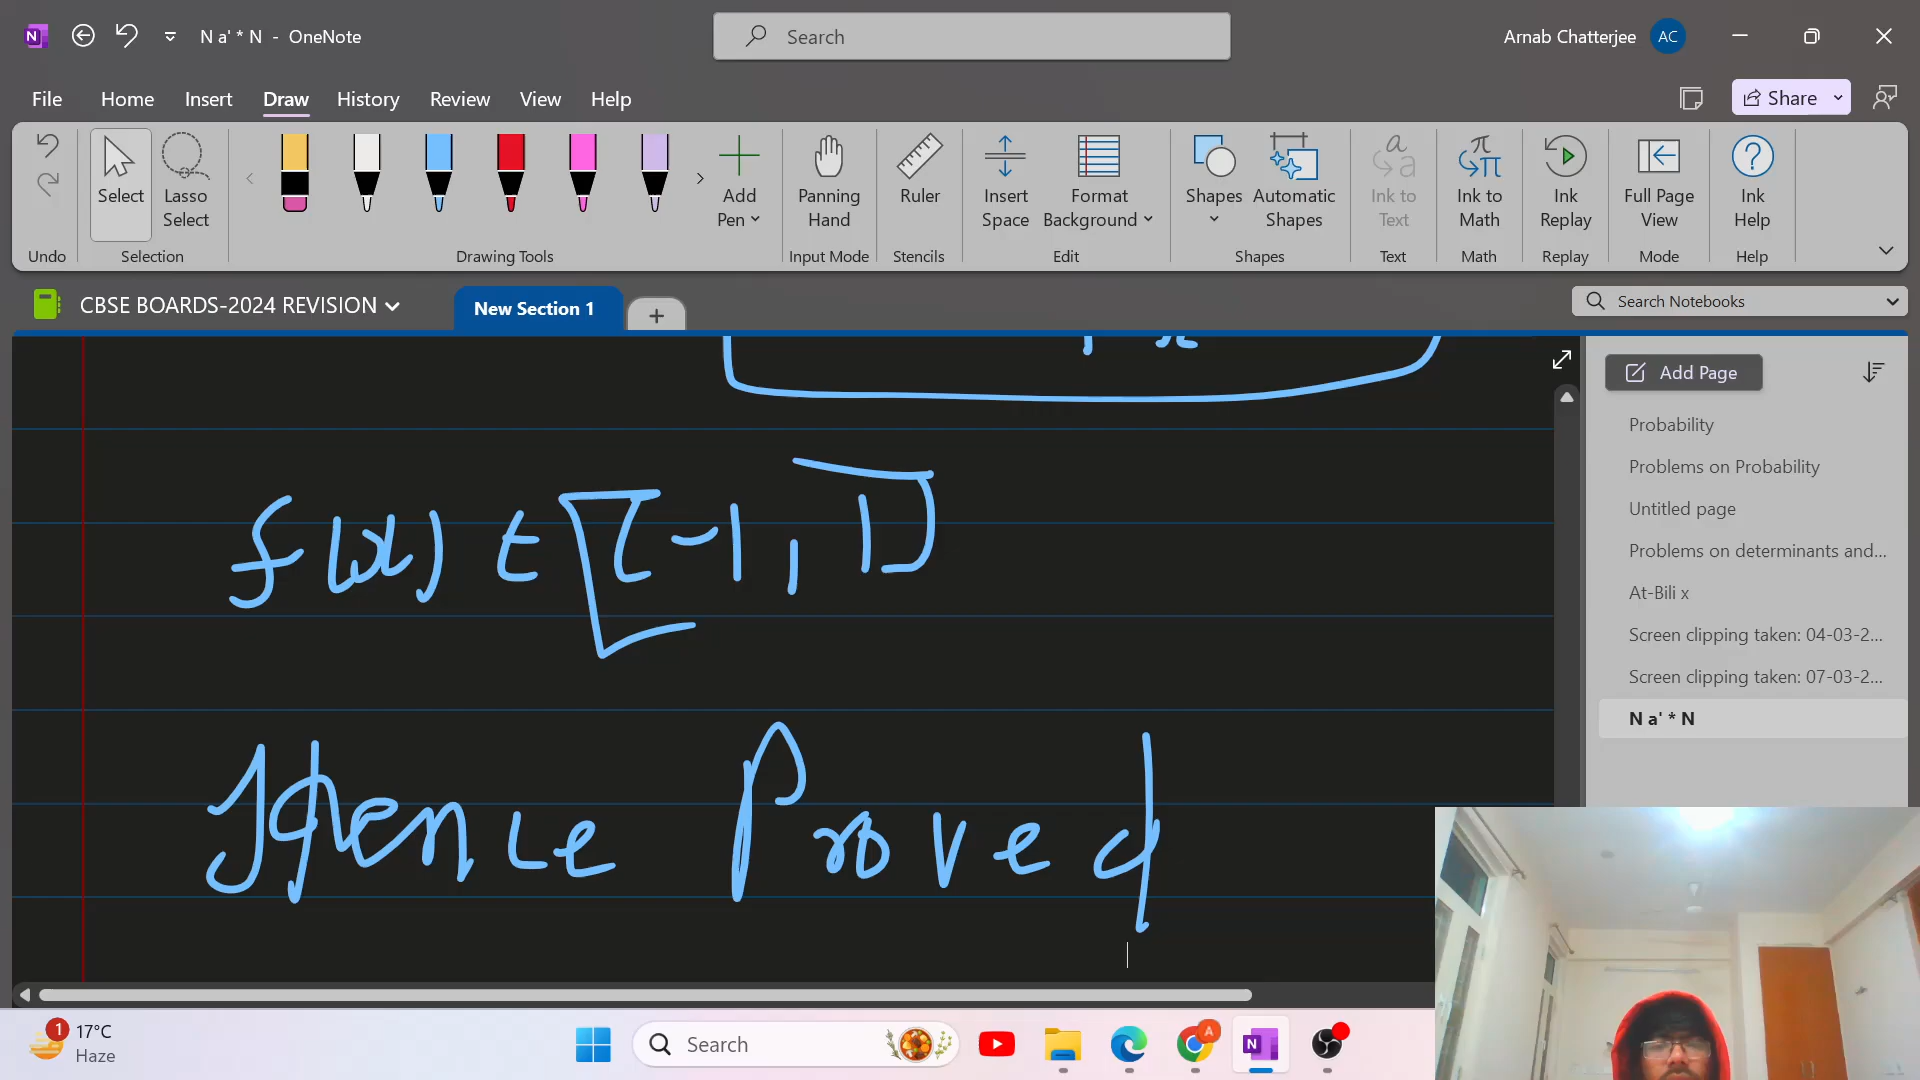 N a' * N - OneNote
Search
Arnab Chatterjee AC
File Home Insert Draw History Review View Help
Share
Select
Lasso Select
Add Pen
Panning Hand
Ruler
Insert Space
Format Background
Shapes
Automatic Shapes
Ink to Text
Ink to Math
Ink Replay
Full Page View
Ink Help
Undo Selection Drawing Tools Input Mode Stencils Edit Shapes Text Math Replay Mode Help
CBSE BOARDS-2024 REVISION
New Section 1
+
Search Notebooks
Add Page
Probability
Problems on Probability
Untitled page
Problems on determinants and...
At-Bili x
Screen clipping taken: 04-03-2...
Screen clipping taken: 07-03-2...
N a' * N
f(x) ∈ [-1, 1]
Hence Proved
1
17°C
Haze
Search
A